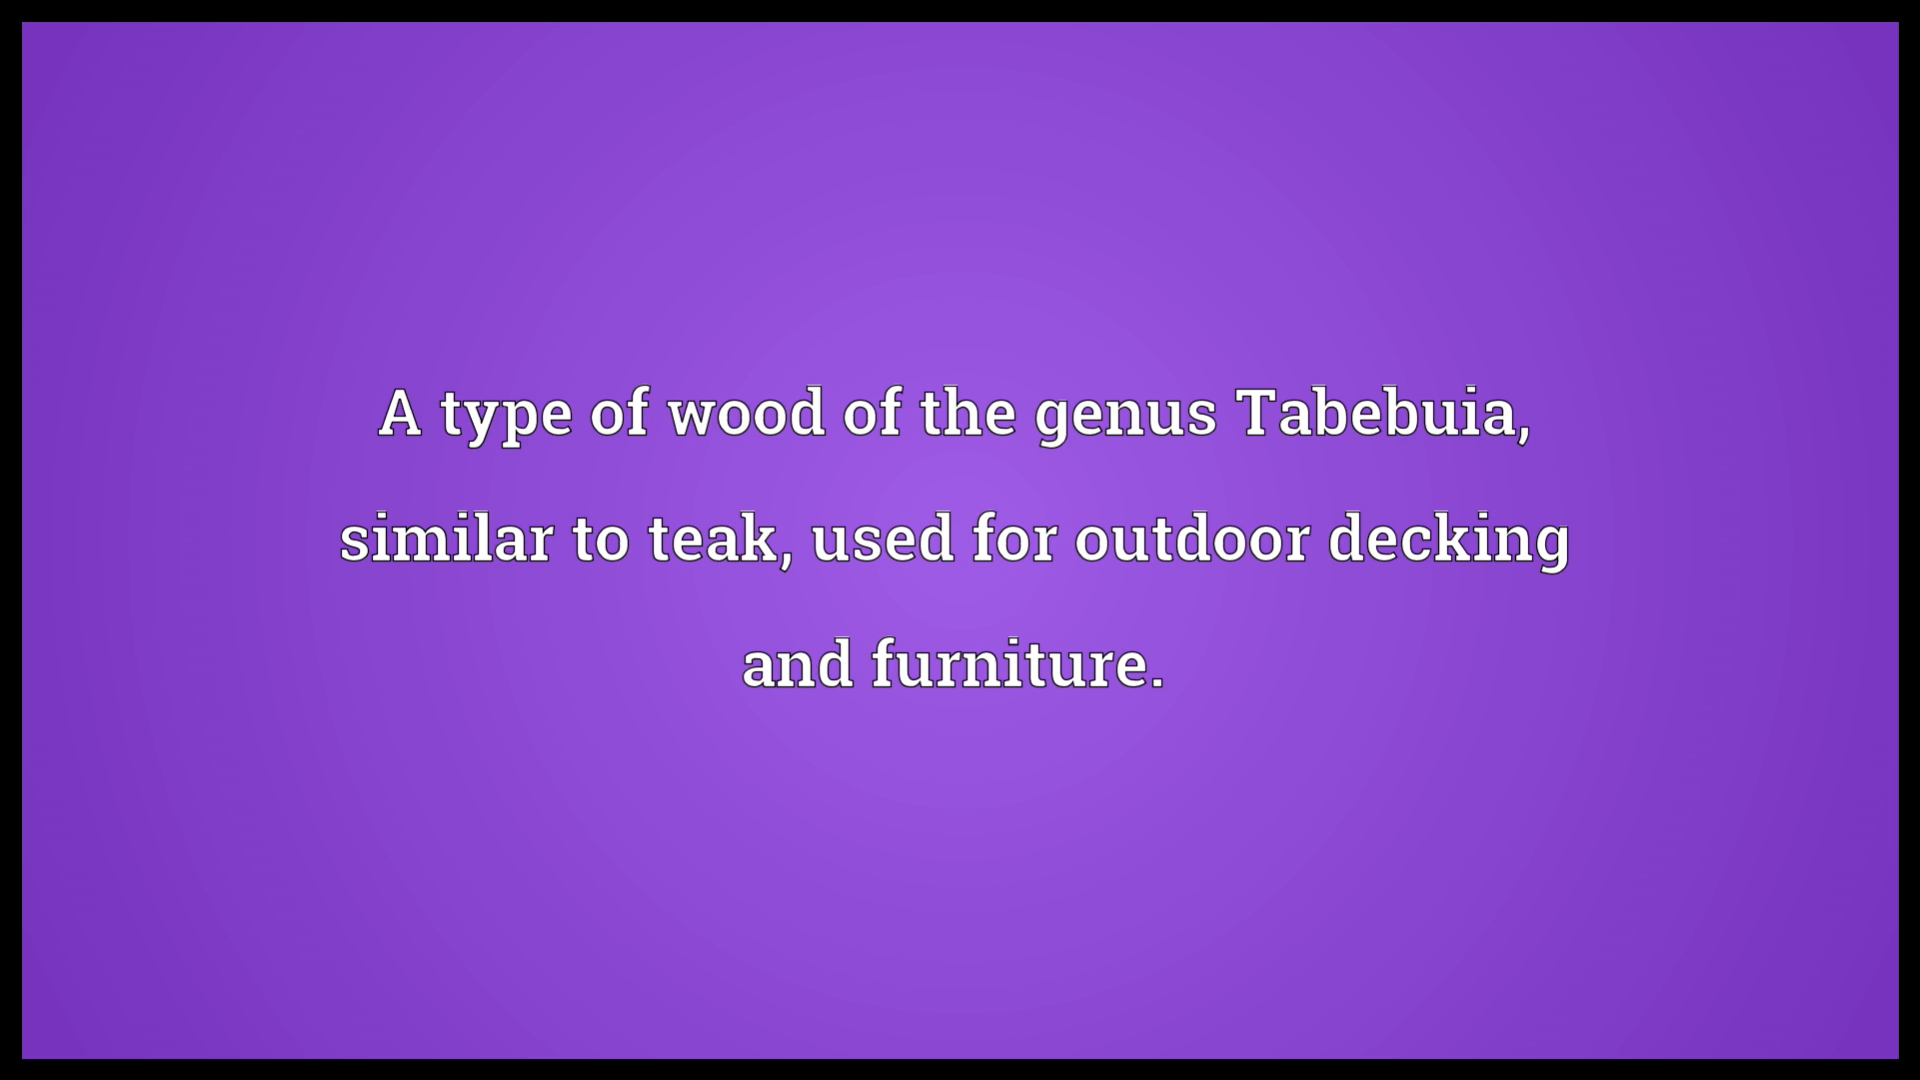 A type of wood of the genus Tabebuia,
similar to teak, used for outdoor decking
and furniture.